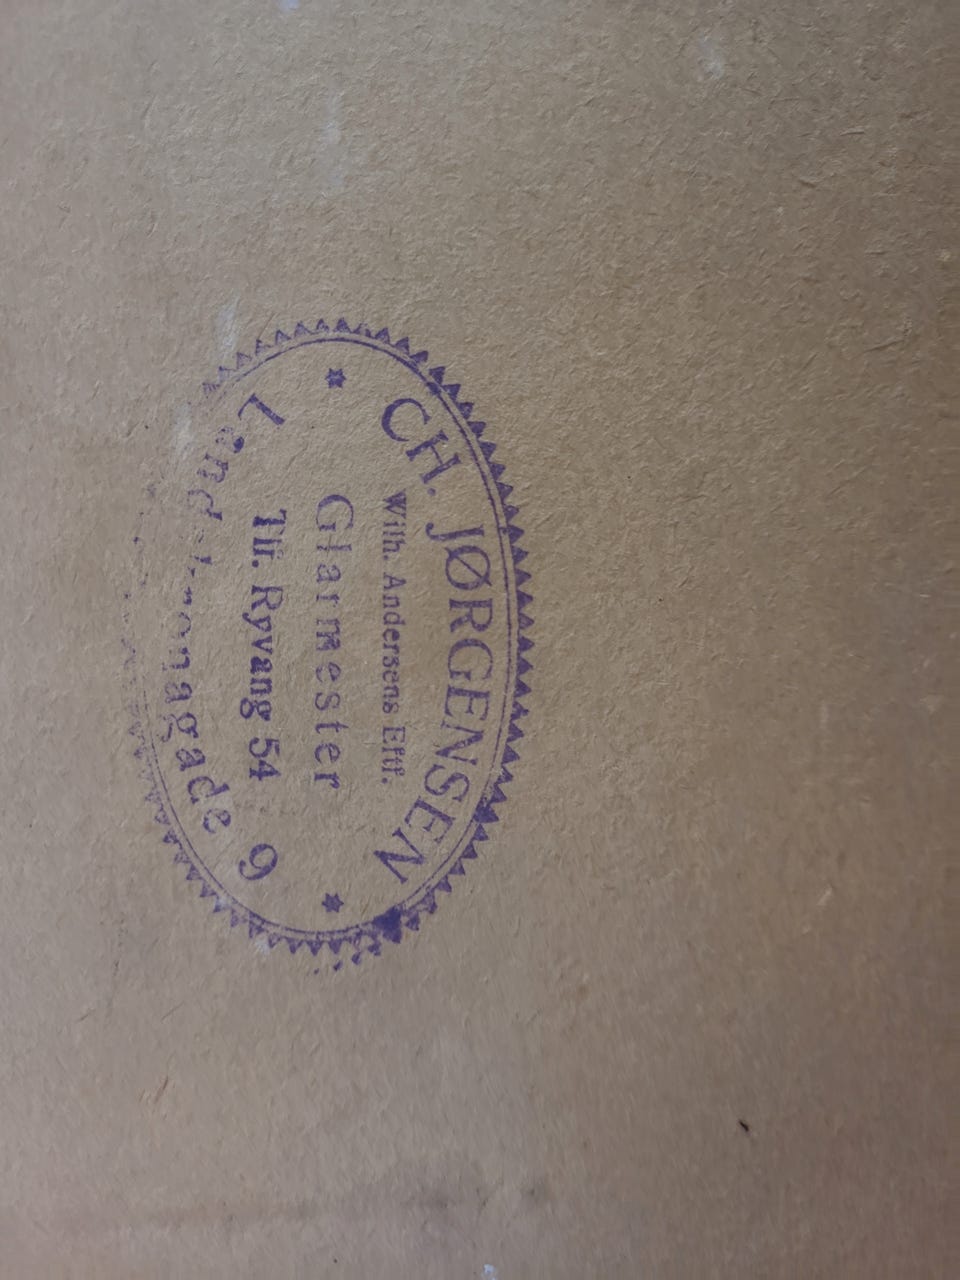 CH. JØRGENSEN
Wilh. Andersens Eftf.
Glarmester
Tlf. Ryvang 54
9